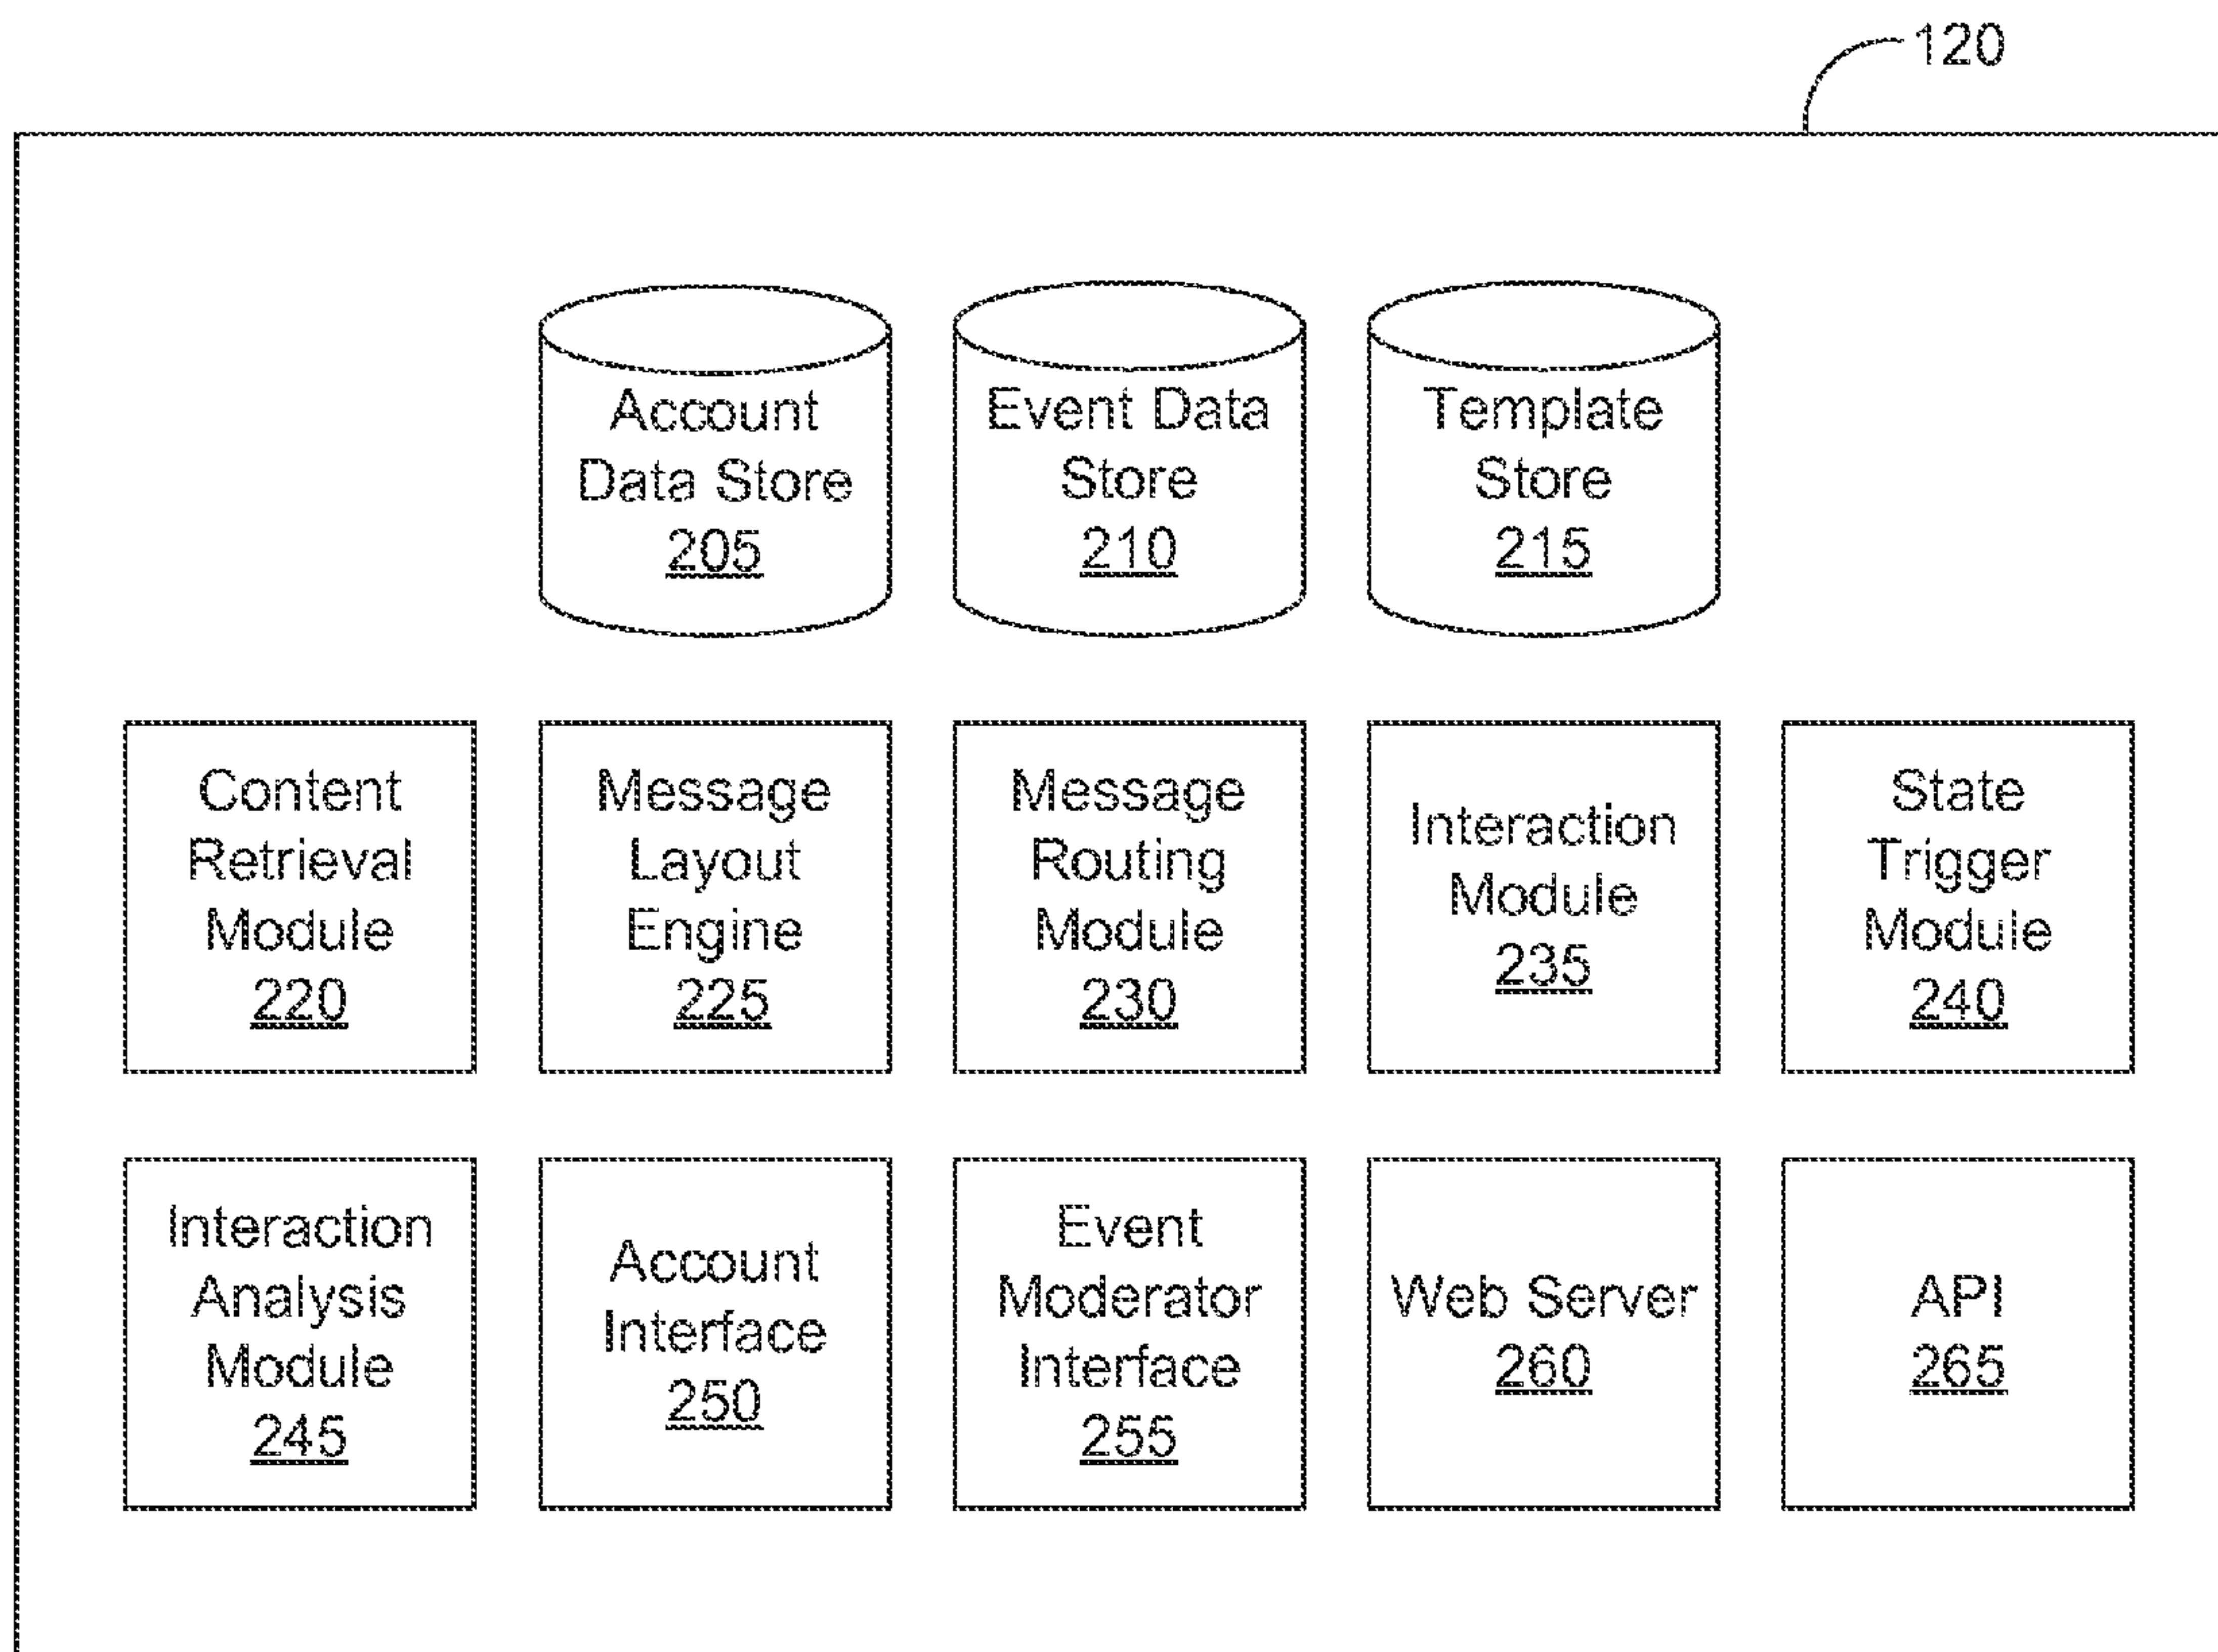 120
Account
Data Store
205
Event Data
Store
210
Template
Store
215
Content
Retrieval
Module
220
Message
Layout
Engine
225
Message
Routing
Module
230
Interaction
Module
235
State
Trigger
Module
240
Interaction
Analysis
Module
245
Account
Interface
250
Event
Moderator
Interface
255
Web Server
260
API
265